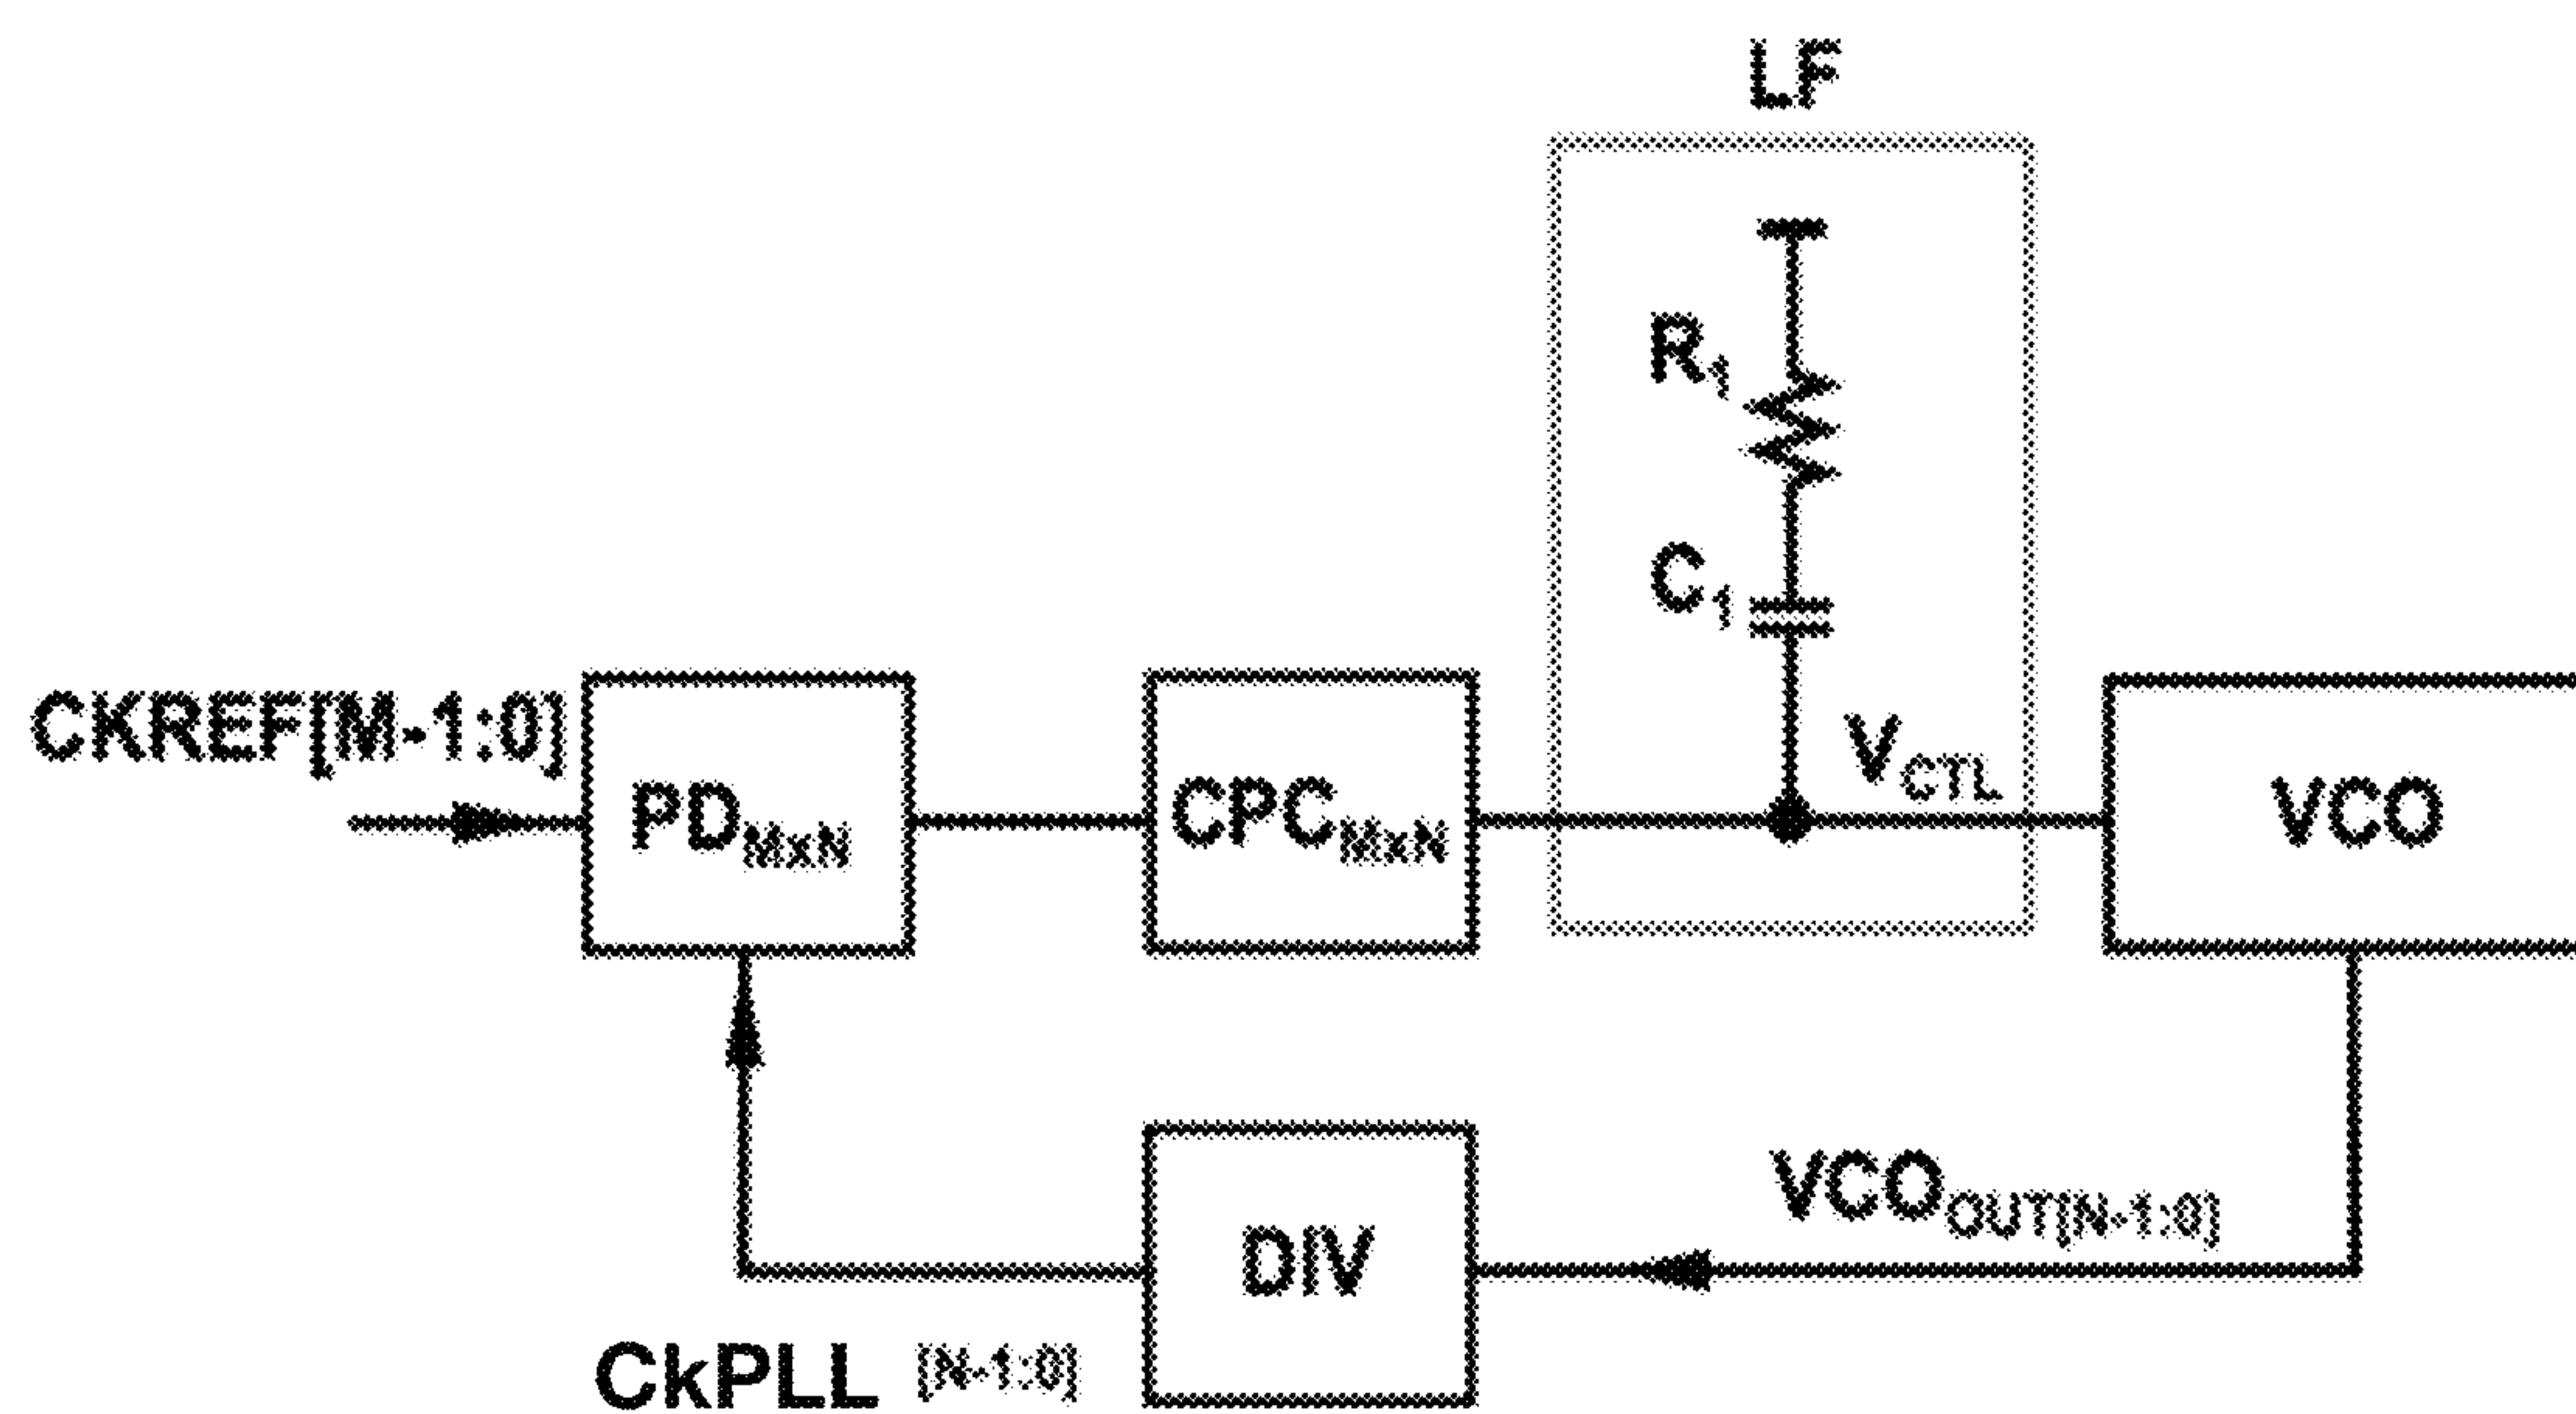 LF
R1
C1
CKREF[M-1:0]
PDMxN
CPCMxN
VCTL
VCO
DIV
VCOOUT[N-1:0]
CkPLL [N-1:0]